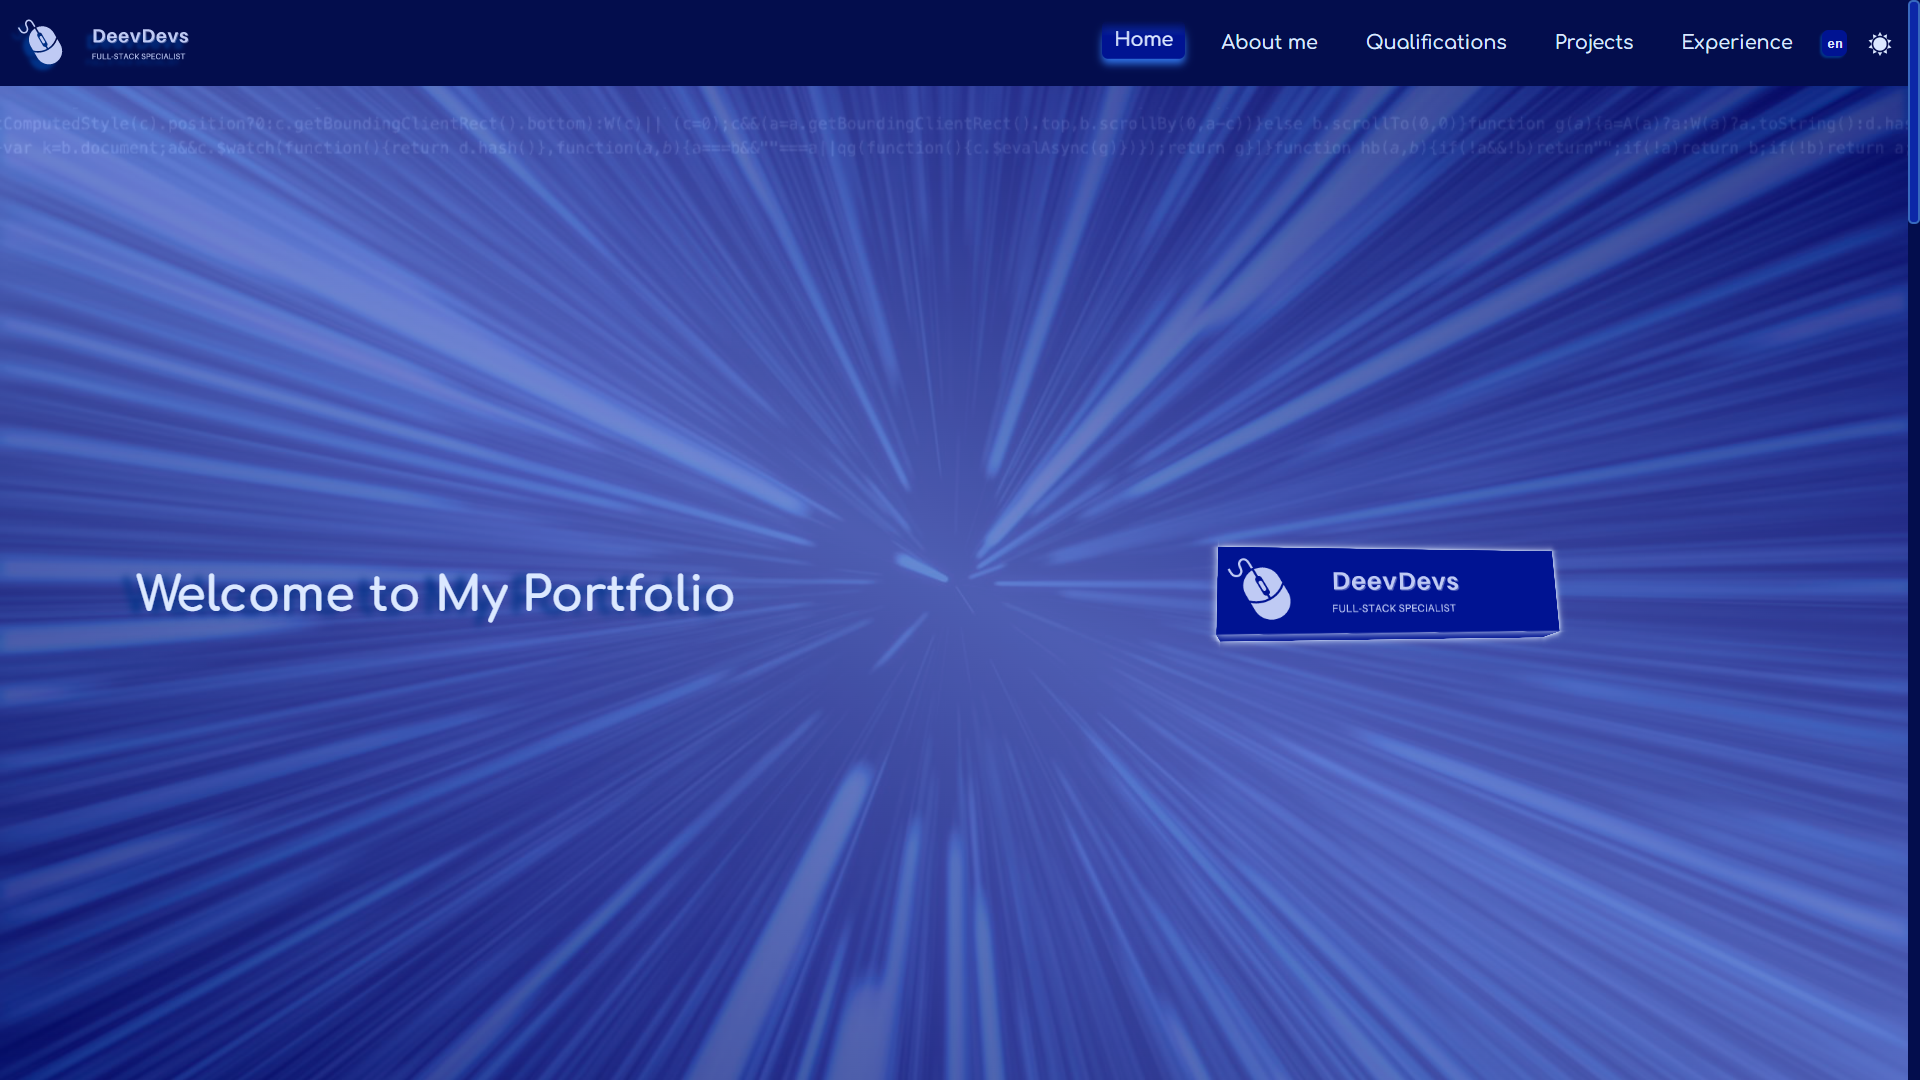 DeevDevs
FULL-STACK SPECIALIST
Home
About me
Qualifications
Projects
Experience
en
ComputedStyle(c).position?0:c.getBoundingClientRect().bottom):W(c)|| (c=0);c&&(a=a.getBoundingClientRect().top,b.scrollBy(0,a-c))}else b.scrollTo(0,0)}function g(a){a=A(a)?a:W(a)?a.toString():d.has
var k=b.document;a&&c.$watch(function(){return d.hash()},function(a,b){a===b&&""===a||qg(function(){c.$evalAsync(g)})});return g}]}function hb(a,b){if(!a&&!b)return"";if(!a)return b;if(!b)return a
Welcome to My Portfolio
DeevDevs
FULL-STACK SPECIALIST